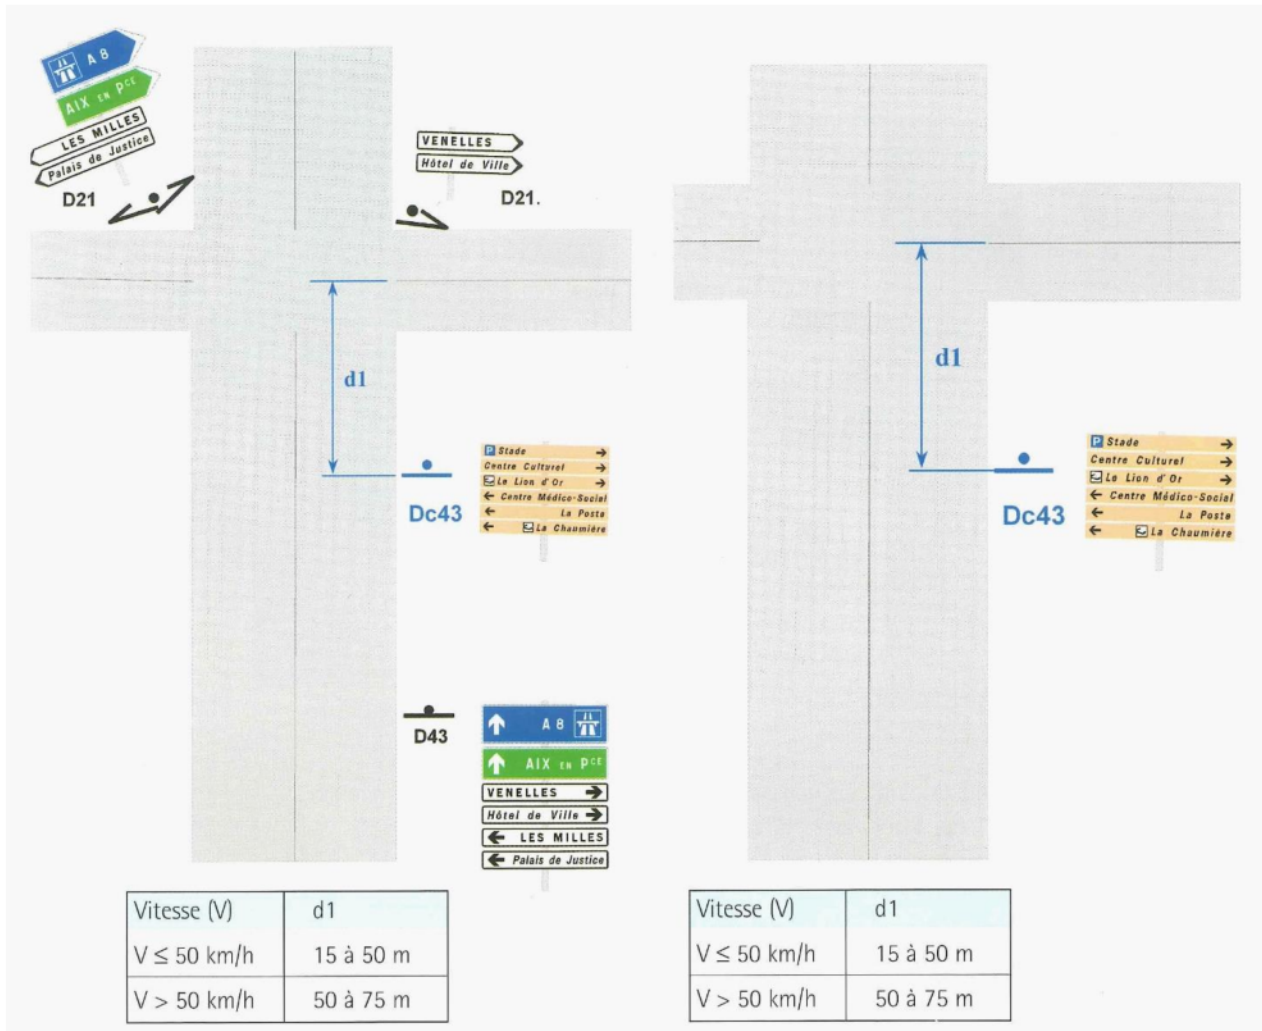 A 8
AIX EN PCE
LES MILLES
Palais de Justice
D21
VENELLES
Hôtel de Ville
D21.
d1
Dc43
P Stade
Centre Culturel
Le Lion d'Or
Centre Médico-Social
La Poste
La Chaumière
D43
A 8
AIX EN PCE
VENELLES
Hôtel de Ville
LES MILLES
Palais de Justice
Vitesse (V) d1
V ≤ 50 km/h 15 à 50 m
V > 50 km/h 50 à 75 m
d1
Dc43
P Stade
Centre Culturel
Le Lion d'Or
Centre Médico-Social
La Poste
La Chaumière
Vitesse (V) d1
V ≤ 50 km/h 15 à 50 m
V > 50 km/h 50 à 75 m